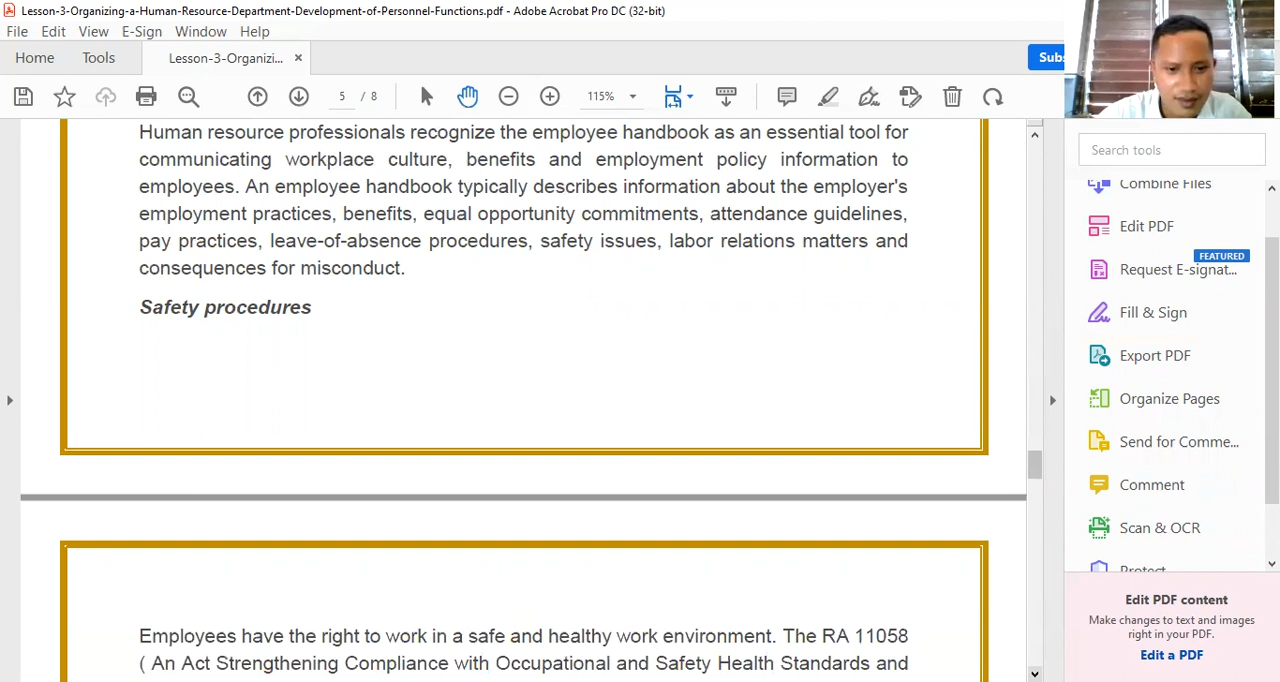 Lesson-3-Organizing-a-Human-Resource-Department-Development-of-Personnel-Functions.pdf - Adobe Acrobat Pro DC (32-bit)
File Edit View E-Sign Window Help
Home Tools Lesson-3-Organizi... × Subs
5 / 8 115%
Search tools
Human resource professionals recognize the employee handbook as an essential tool for
communicating workplace culture, benefits and employment policy information to
employees. An employee handbook typically describes information about the employer's
employment practices, benefits, equal opportunity commitments, attendance guidelines,
pay practices, leave-of-absence procedures, safety issues, labor relations matters and
consequences for misconduct.
Safety procedures
Employees have the right to work in a safe and healthy work environment. The RA 11058
( An Act Strengthening Compliance with Occupational and Safety Health Standards and
Combine Files
Edit PDF
FEATURED
Request E-signat...
Fill & Sign
Export PDF
Organize Pages
Send for Comme...
Comment
Scan & OCR
Protect
Edit PDF content
Make changes to text and images
right in your PDF.
Edit a PDF